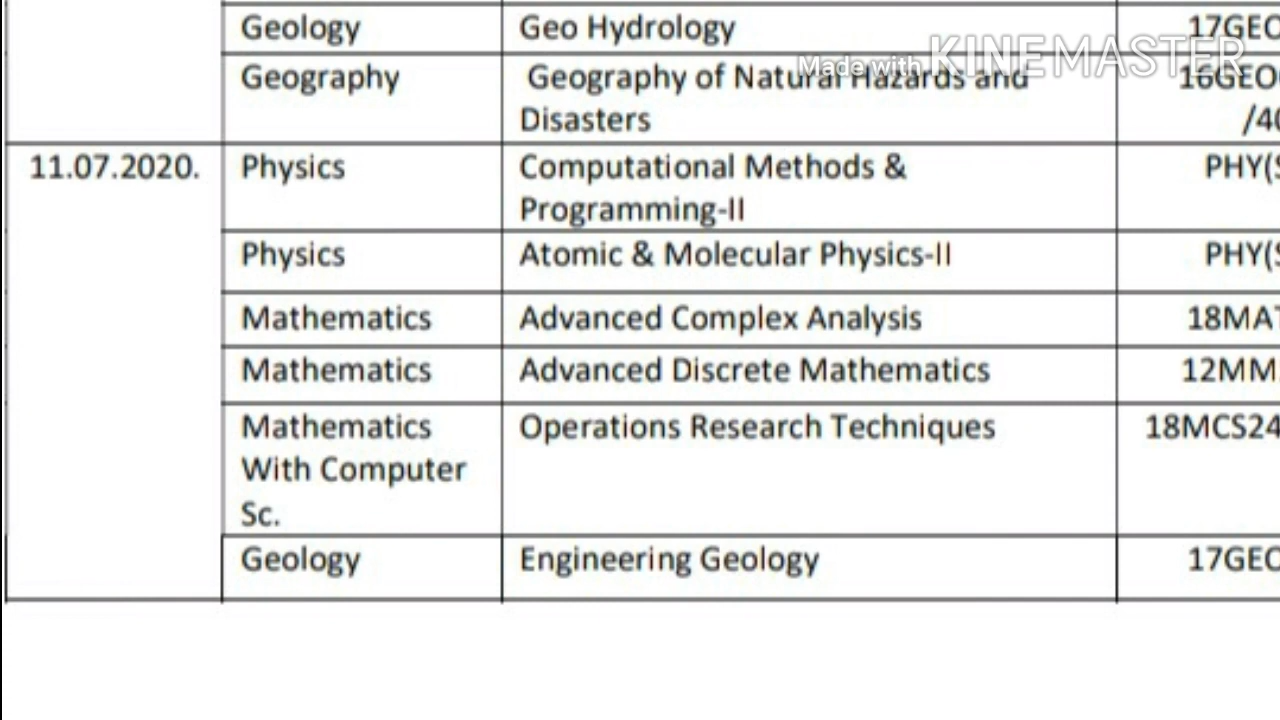 Geology Geo Hydrology 17GEO
Made with KINEMASTER
Geography Geography of Natural Hazards and 16GEO
Disasters /40
11.07.2020. Physics Computational Methods & PHY(S
Programming-II
Physics Atomic & Molecular Physics-II PHY(S
Mathematics Advanced Complex Analysis 18MAT
Mathematics Advanced Discrete Mathematics 12MM
Mathematics Operations Research Techniques 18MCS24
With Computer
Sc.
Geology Engineering Geology 17GEO